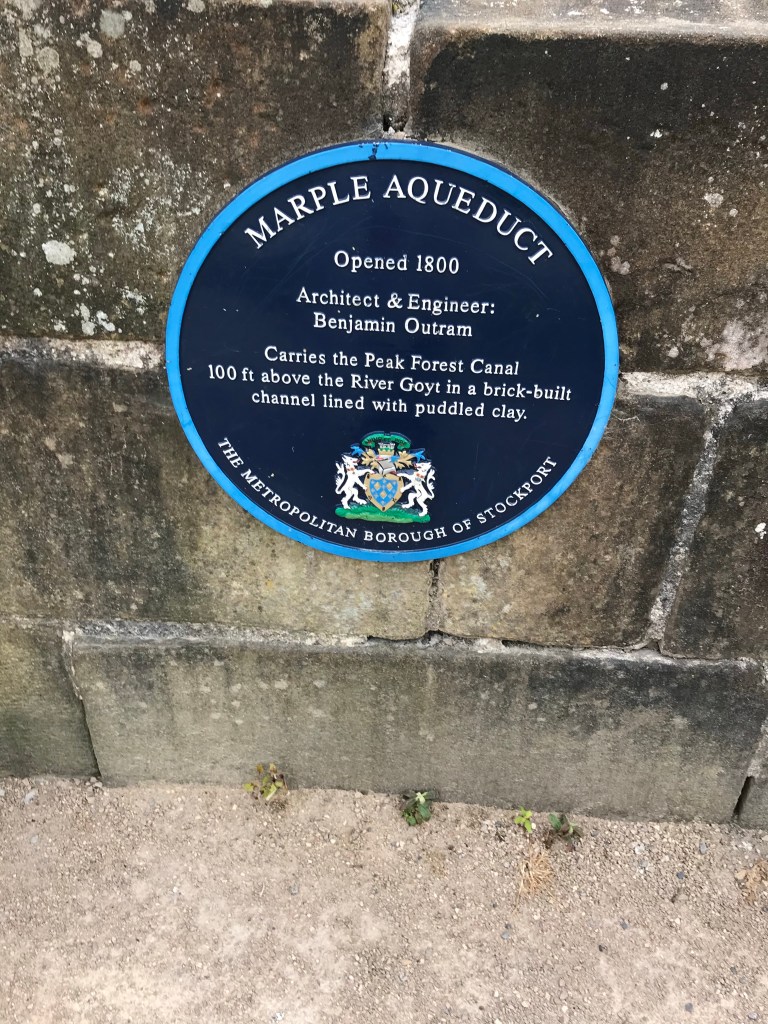 MARPLE AQUEDUCT
Opened 1800
Architect & Engineer:
Benjamin Outram
Carries the Peak Forest Canal
100 ft above the River Goyt in a brick-built
channel lined with puddled clay.
THE METROPOLITAN BOROUGH OF STOCKPORT